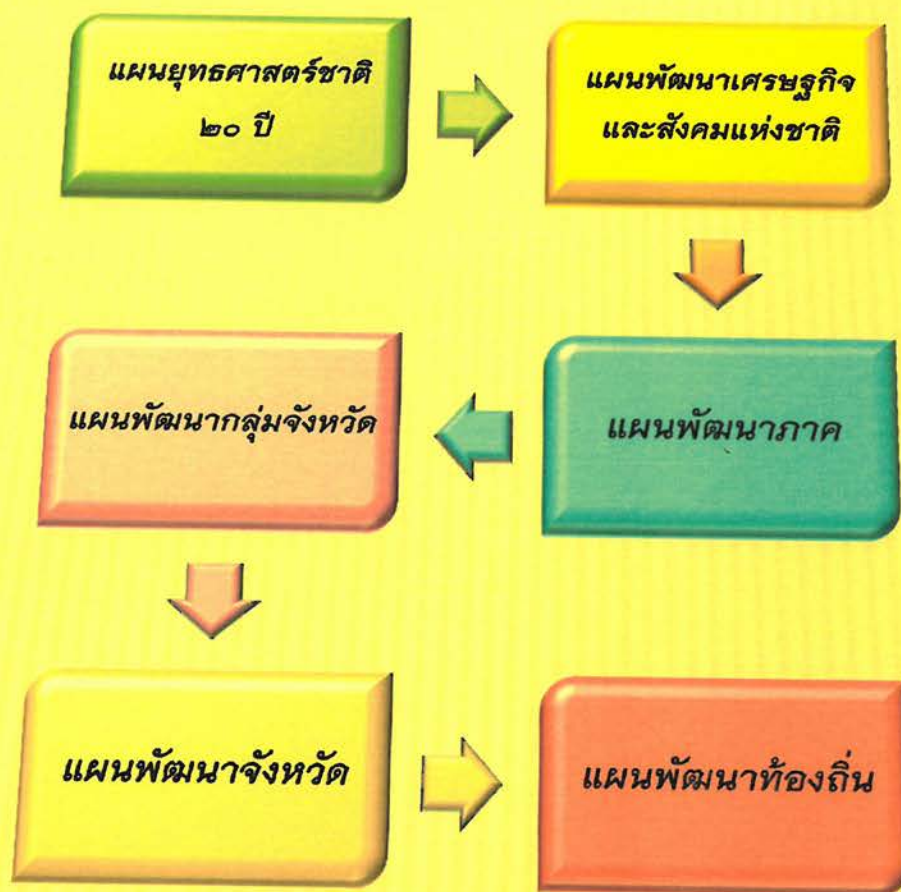 แผนยุทธศาสตร์ชาติ
๒๐ ปี
แผนพัฒนาเศรษฐกิจ
และสังคมแห่งชาติ
แผนพัฒนาภาค
แผนพัฒนากลุ่มจังหวัด
แผนพัฒนาจังหวัด
แผนพัฒนาท้องถิ่น